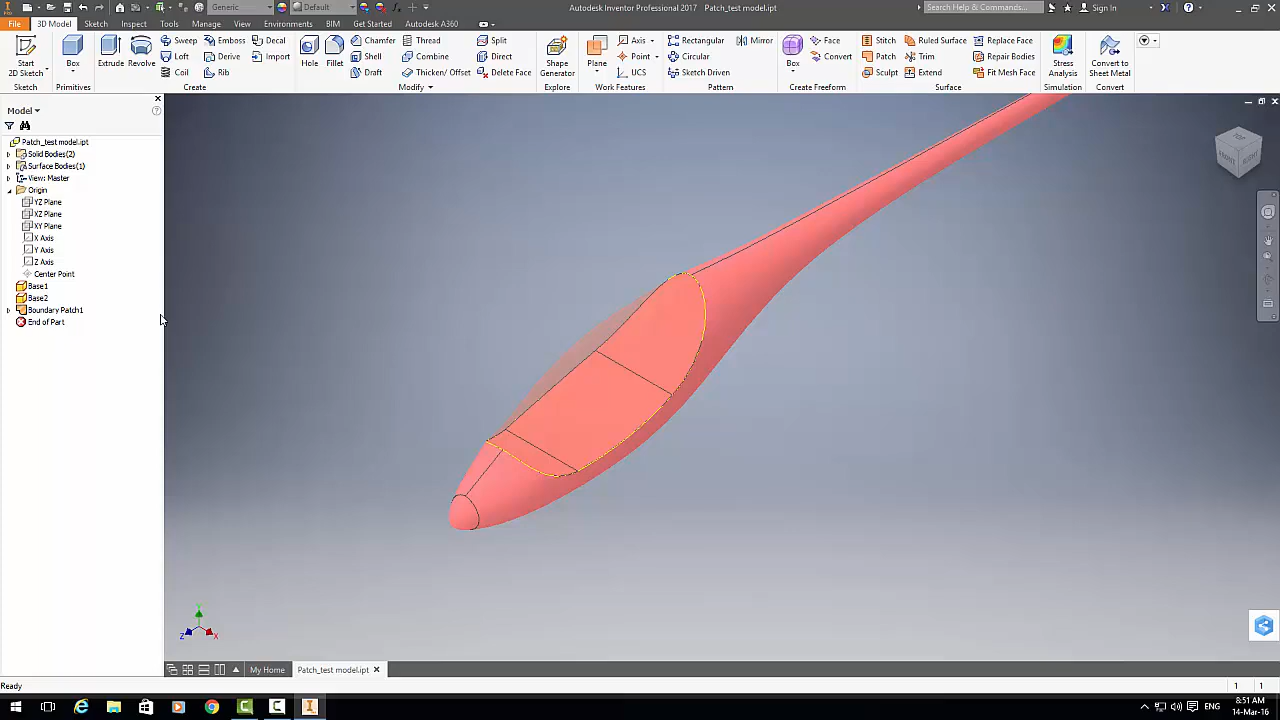 Generic
Default
Autodesk Inventor Professional 2017
Patch_test model.ipt
Search Help & Commands...
Sign In
File
3D Model
Sketch
Inspect
Tools
Manage
View
Environments
BIM
Get Started
Autodesk A360
Start
2D Sketch
Sketch
Box
Primitives
Extrude
Revolve
Sweep
Emboss
Decal
Loft
Derive
Import
Coil
Rib
Create
Hole
Fillet
Chamfer
Thread
Split
Shell
Combine
Direct
Draft
Thicken/ Offset
Delete Face
Modify
Shape
Generator
Explore
Plane
Axis
Point
UCS
Work Features
Rectangular
Mirror
Circular
Sketch Driven
Pattern
Box
Face
Convert
Create Freeform
Stitch
Ruled Surface
Replace Face
Patch
Trim
Repair Bodies
Sculpt
Extend
Fit Mesh Face
Surface
Stress
Analysis
Simulation
Convert to
Sheet Metal
Convert
Model
Patch_test model.ipt
Solid Bodies(2)
Surface Bodies(1)
View: Master
Origin
YZ Plane
XZ Plane
XY Plane
X Axis
Y Axis
Z Axis
Center Point
Base1
Base2
Boundary Patch1
End of Part
TOP
FRONT
RIGHT
Y
Z
X
My Home
Patch_test model.ipt
Ready
1
1
ENG
8:51 AM
14-Mar-16